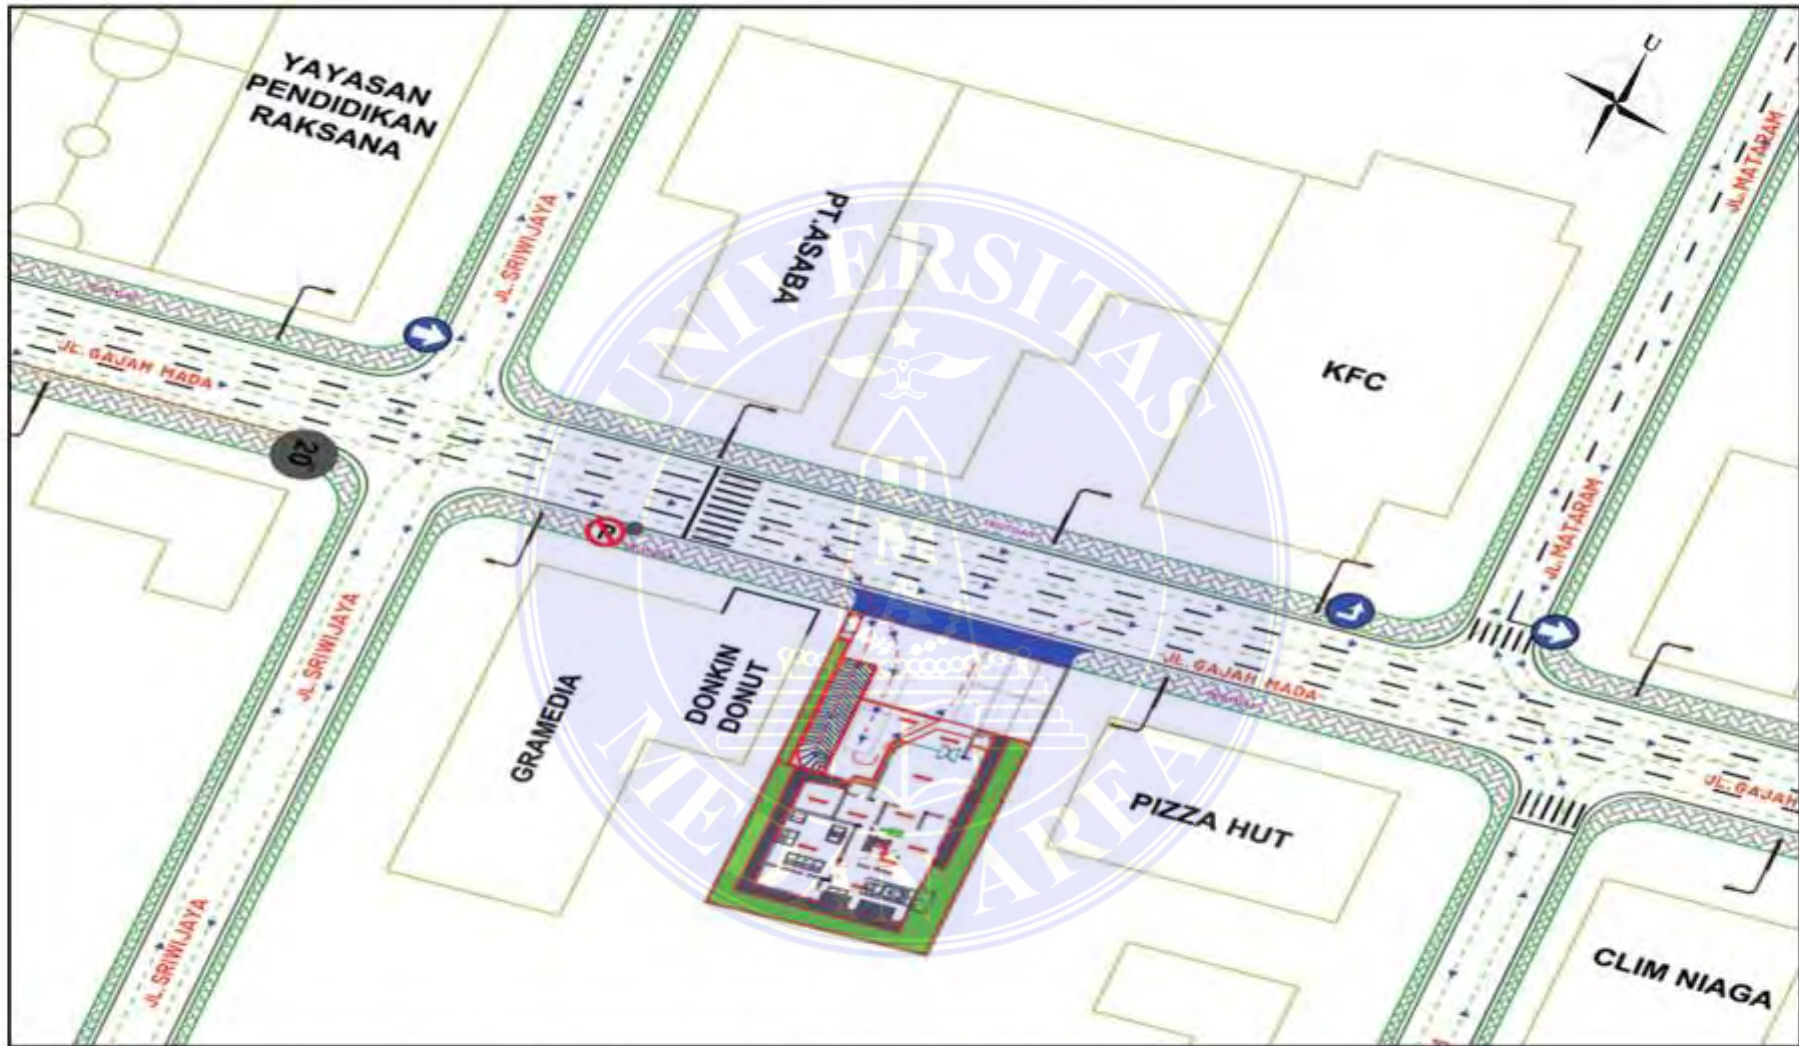 YAYASAN
PENDIDIKAN
RAKSANA
U
JL.MATARAM
JL.SRIWIJAYA
PT.ASABA
UNIVERSITAS
JL.GAJAH MADA
KFC
20
P
UMA
JL.MATARAM
JL.SRIWIJAYA
JL.GAJAH MADA
DONKIN
DONUT
GRAMEDIA
MEDAN AREA
PIZZA HUT
JL.GAJAH
JL.SRIWIJAYA
CLIM NIAGA